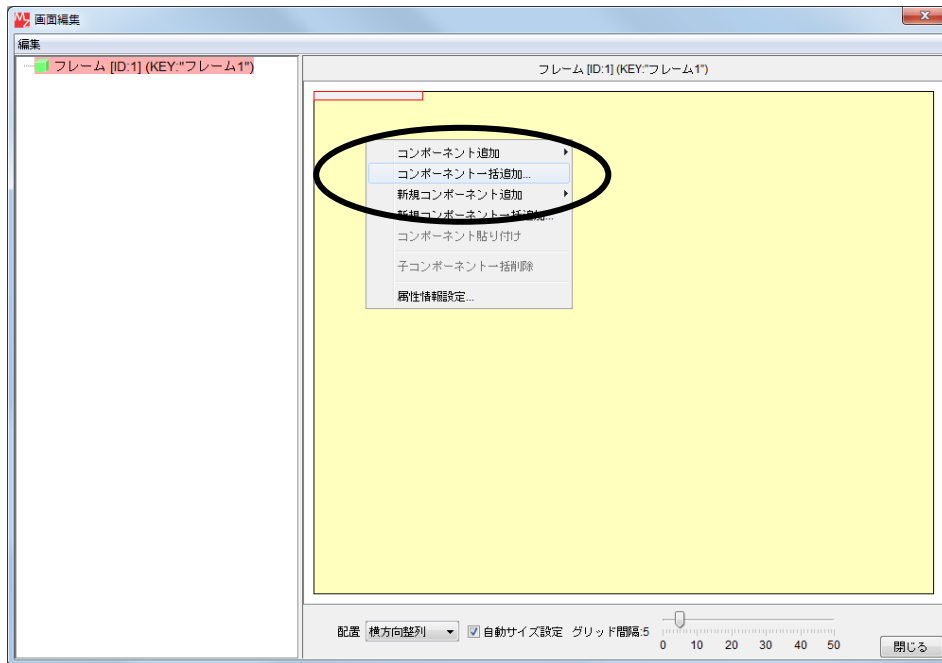 画面編集
編集
フレーム [ID:1] (KEY:"フレーム1")
フレーム [ID:1] (KEY:"フレーム1")
コンポーネント追加
コンポーネント一括追加...
新規コンポーネント追加
新規コンポーネント一括追加...
コンポーネント貼り付け
子コンポーネント一括削除
属性情報設定...
配置 横方向整列 自動サイズ設定 グリッド間隔:5
0 10 20 30 40 50
閉じる